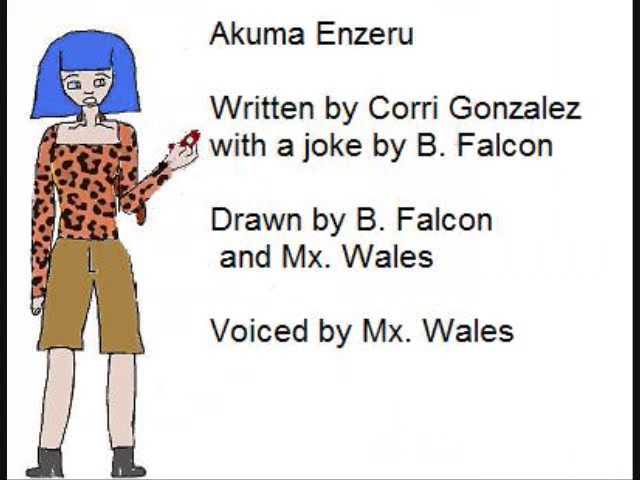 Akuma Enzeru
Written by Corri Gonzalez
with a joke by B. Falcon
Drawn by B. Falcon
and Mx. Wales
Voiced by Mx. Wales